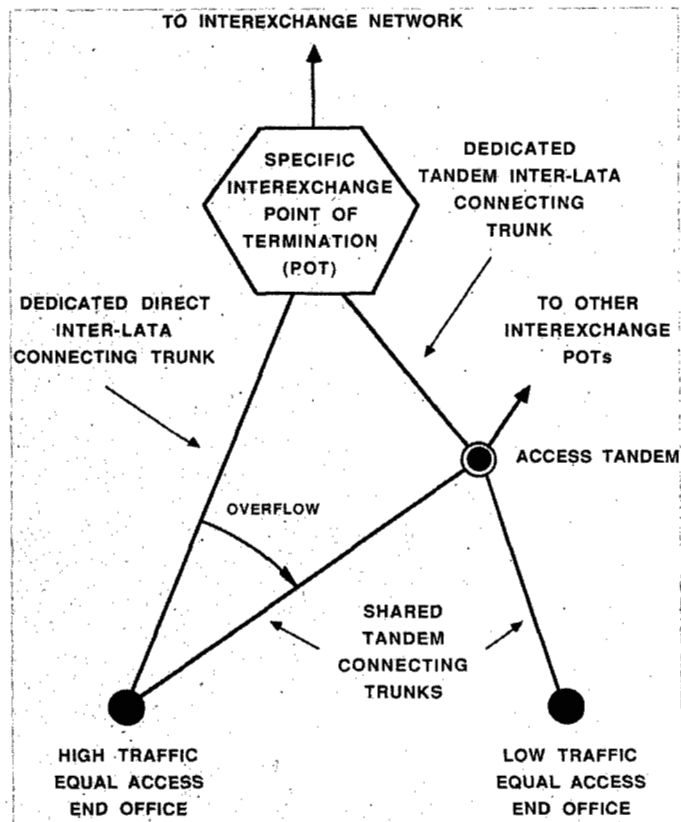 TO INTEREXCHANGE NETWORK
SPECIFIC
INTEREXCHANGE
POINT OF
TERMINATION
(POT)
DEDICATED
TANDEM INTER-LATA
CONNECTING
TRUNK
DEDICATED DIRECT
INTER-LATA
CONNECTING TRUNK
TO OTHER
INTEREXCHANGE
POTs
ACCESS TANDEM
OVERFLOW
SHARED
TANDEM
CONNECTING
TRUNKS
HIGH TRAFFIC
EQUAL ACCESS
END OFFICE
LOW TRAFFIC
EQUAL ACCESS
END OFFICE